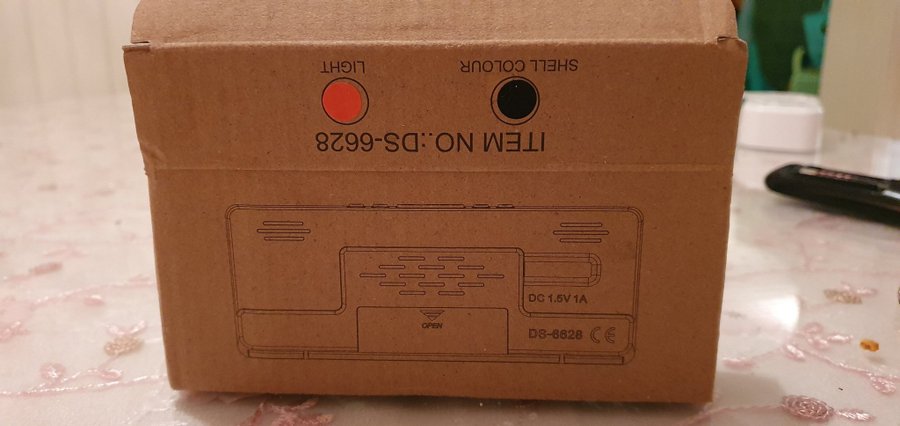 ITEM NO.:DS-6628
SHELL COLOUR LIGHT
DC 1.5V 1A
OPEN
DS-6628 CE